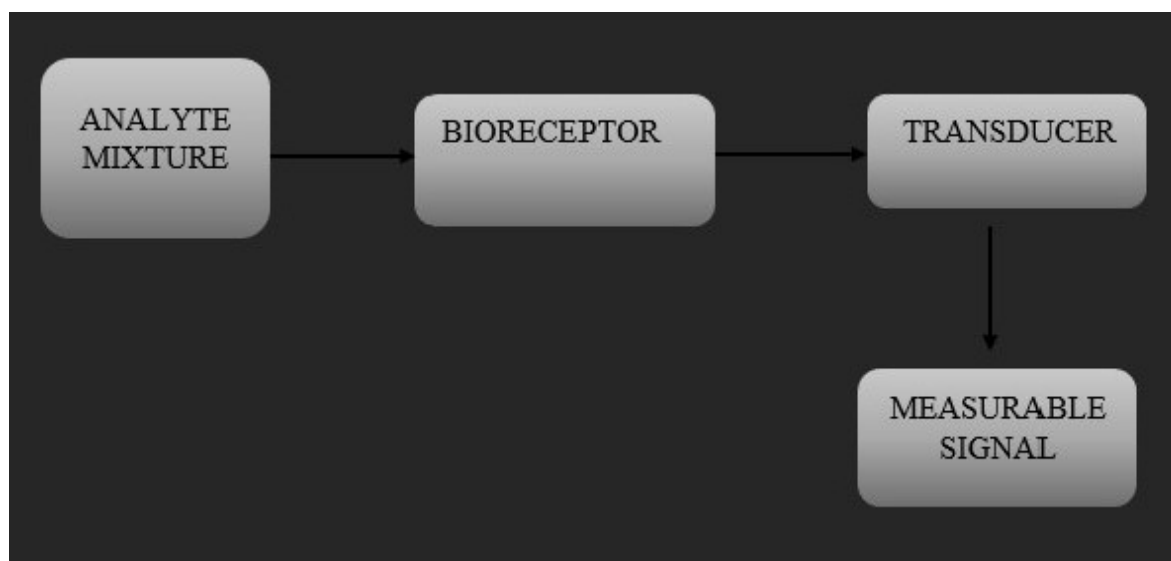 ANALYTE
MIXTURE
BIORECEPTOR
TRANSDUCER
MEASURABLE
SIGNAL